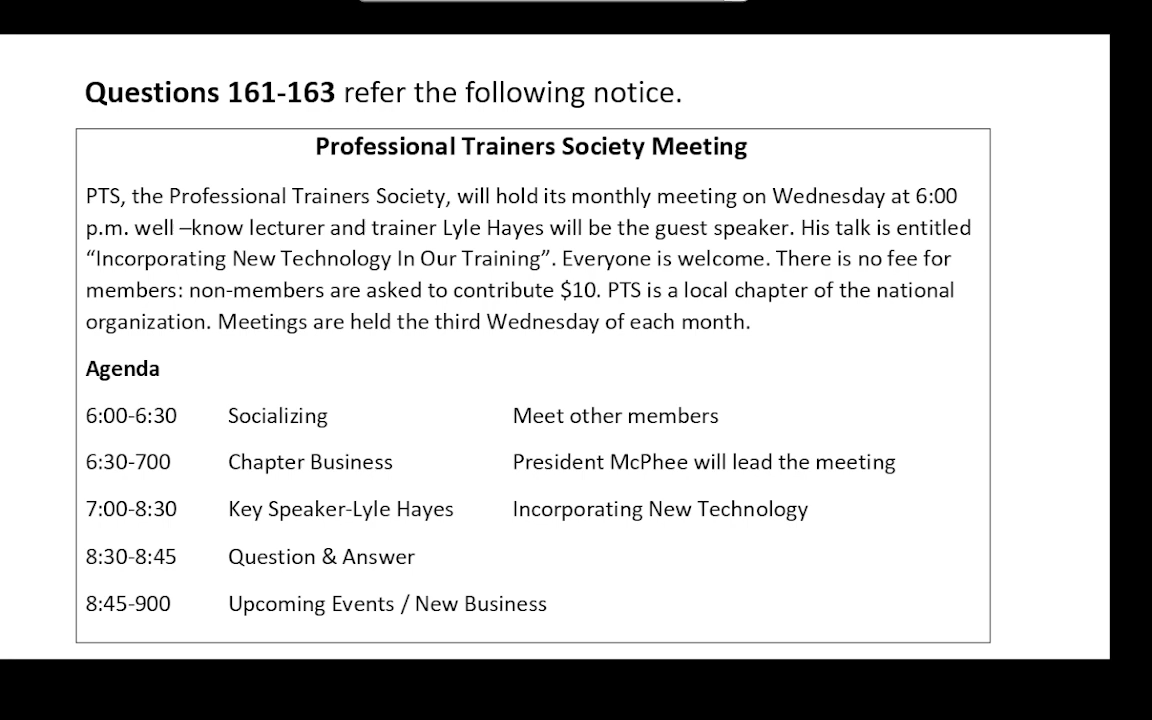 Questions 161-163 refer the following notice.
Professional Trainers Society Meeting
PTS, the Professional Trainers Society, will hold its monthly meeting on Wednesday at 6:00
p.m. well –know lecturer and trainer Lyle Hayes will be the guest speaker. His talk is entitled
“Incorporating New Technology In Our Training”. Everyone is welcome. There is no fee for
members: non-members are asked to contribute $10. PTS is a local chapter of the national
organization. Meetings are held the third Wednesday of each month.
Agenda
6:00-6:30 Socializing Meet other members
6:30-700 Chapter Business President McPhee will lead the meeting
7:00-8:30 Key Speaker-Lyle Hayes Incorporating New Technology
8:30-8:45 Question & Answer
8:45-900 Upcoming Events / New Business